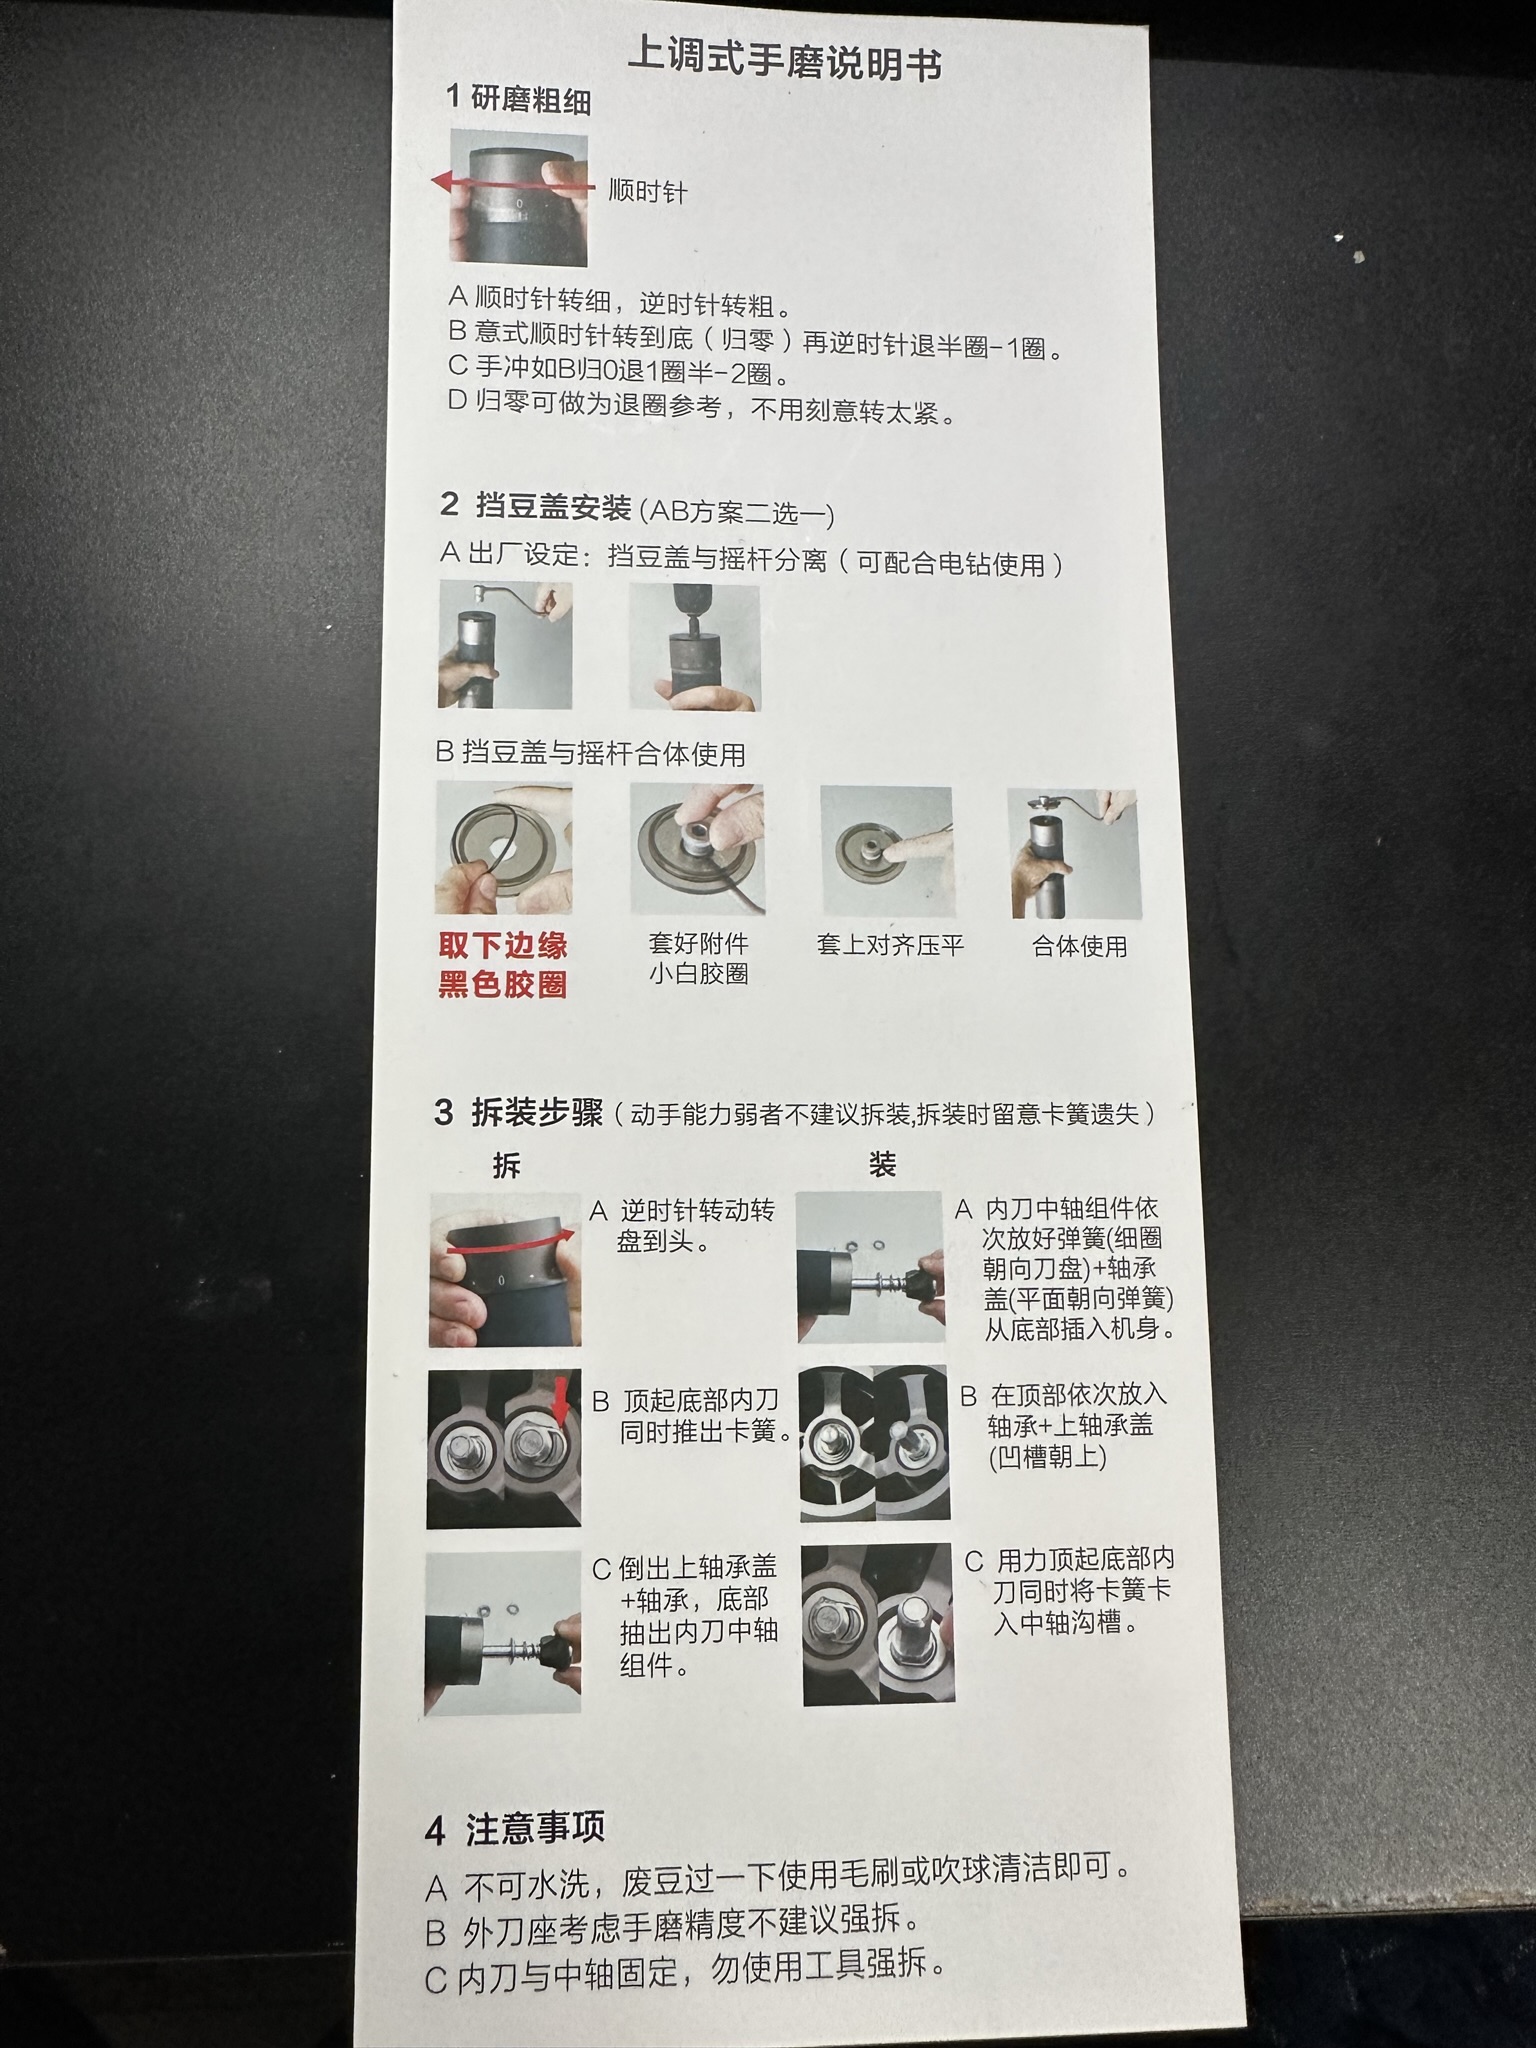 上调式手磨说明书
1 研磨粗细
0
顺时针
A 顺时针转细，逆时针转粗。
B 意式顺时针转到底（归零）再逆时针退半圈-1圈。
C 手冲如B归0退1圈半-2圈。
D 归零可做为退圈参考，不用刻意转太紧。
2 挡豆盖安装(AB方案二选一)
A 出厂设定：挡豆盖与摇杆分离（可配合电钻使用）
B 挡豆盖与摇杆合体使用
取下边缘
黑色胶圈
套好附件
小白胶圈
套上对齐压平
合体使用
3 拆装步骤（动手能力弱者不建议拆装,拆装时留意卡簧遗失）
拆
0
A 逆时针转动转
盘到头。
B 顶起底部内刀
同时推出卡簧。
C 倒出上轴承盖
+轴承，底部
抽出内刀中轴
组件。
装
A 内刀中轴组件依
次放好弹簧(细圈
朝向刀盘)+轴承
盖(平面朝向弹簧)
从底部插入机身。
B 在顶部依次放入
轴承+上轴承盖
(凹槽朝上)
C 用力顶起底部内
刀同时将卡簧卡
入中轴沟槽。
4 注意事项
A 不可水洗，废豆过一下使用毛刷或吹球清洁即可。
B 外刀座考虑手磨精度不建议强拆。
C 内刀与中轴固定，勿使用工具强拆。